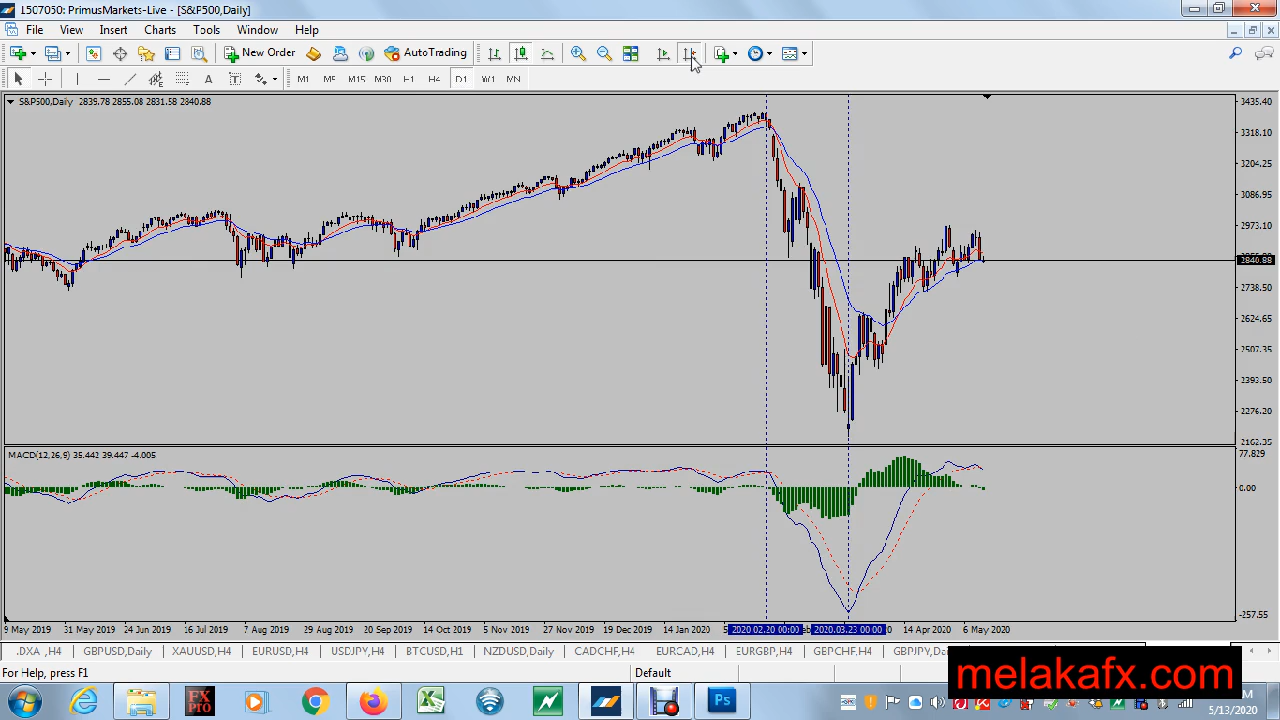 1507050: PrimusMarkets-Live - [S&P500,Daily]
File View Insert Charts Tools Window Help
New Order AutoTrading
A T M1 M5 M15 M30 H1 H4 D1 W1 MN
S&P500,Daily 2835.78 2855.08 2831.58 2840.88
3435.40
3318.10
3204.25
3086.95
2973.10
2840.88
2738.50
2624.65
2507.35
2393.50
2276.20
2162.35
MACD(12,26,9) 35.442 39.447 -4.005
77.829
0.00
-257.55
9 May 2019 31 May 2019 24 Jun 2019 16 Jul 2019 7 Aug 2019 29 Aug 2019 20 Sep 2019 14 Oct 2019 5 Nov 2019 27 Nov 2019 19 Dec 2019 14 Jan 2020 2020.02.20 00:00 2020.03.23 00:00 14 Apr 2020 6 May 2020
.DXA ,H4 GBPUSD,Daily XAUUSD,H4 EURUSD,H4 USDJPY,H4 BTCUSD,H1 NZDUSD,Daily CADCHF,H4 EURCAD,H4 EURGBP,H4 GBPCHF,H4 GBPJPY,Daily
For Help, press F1 Default
melakafx.com
FX PRO Ps
5/13/2020